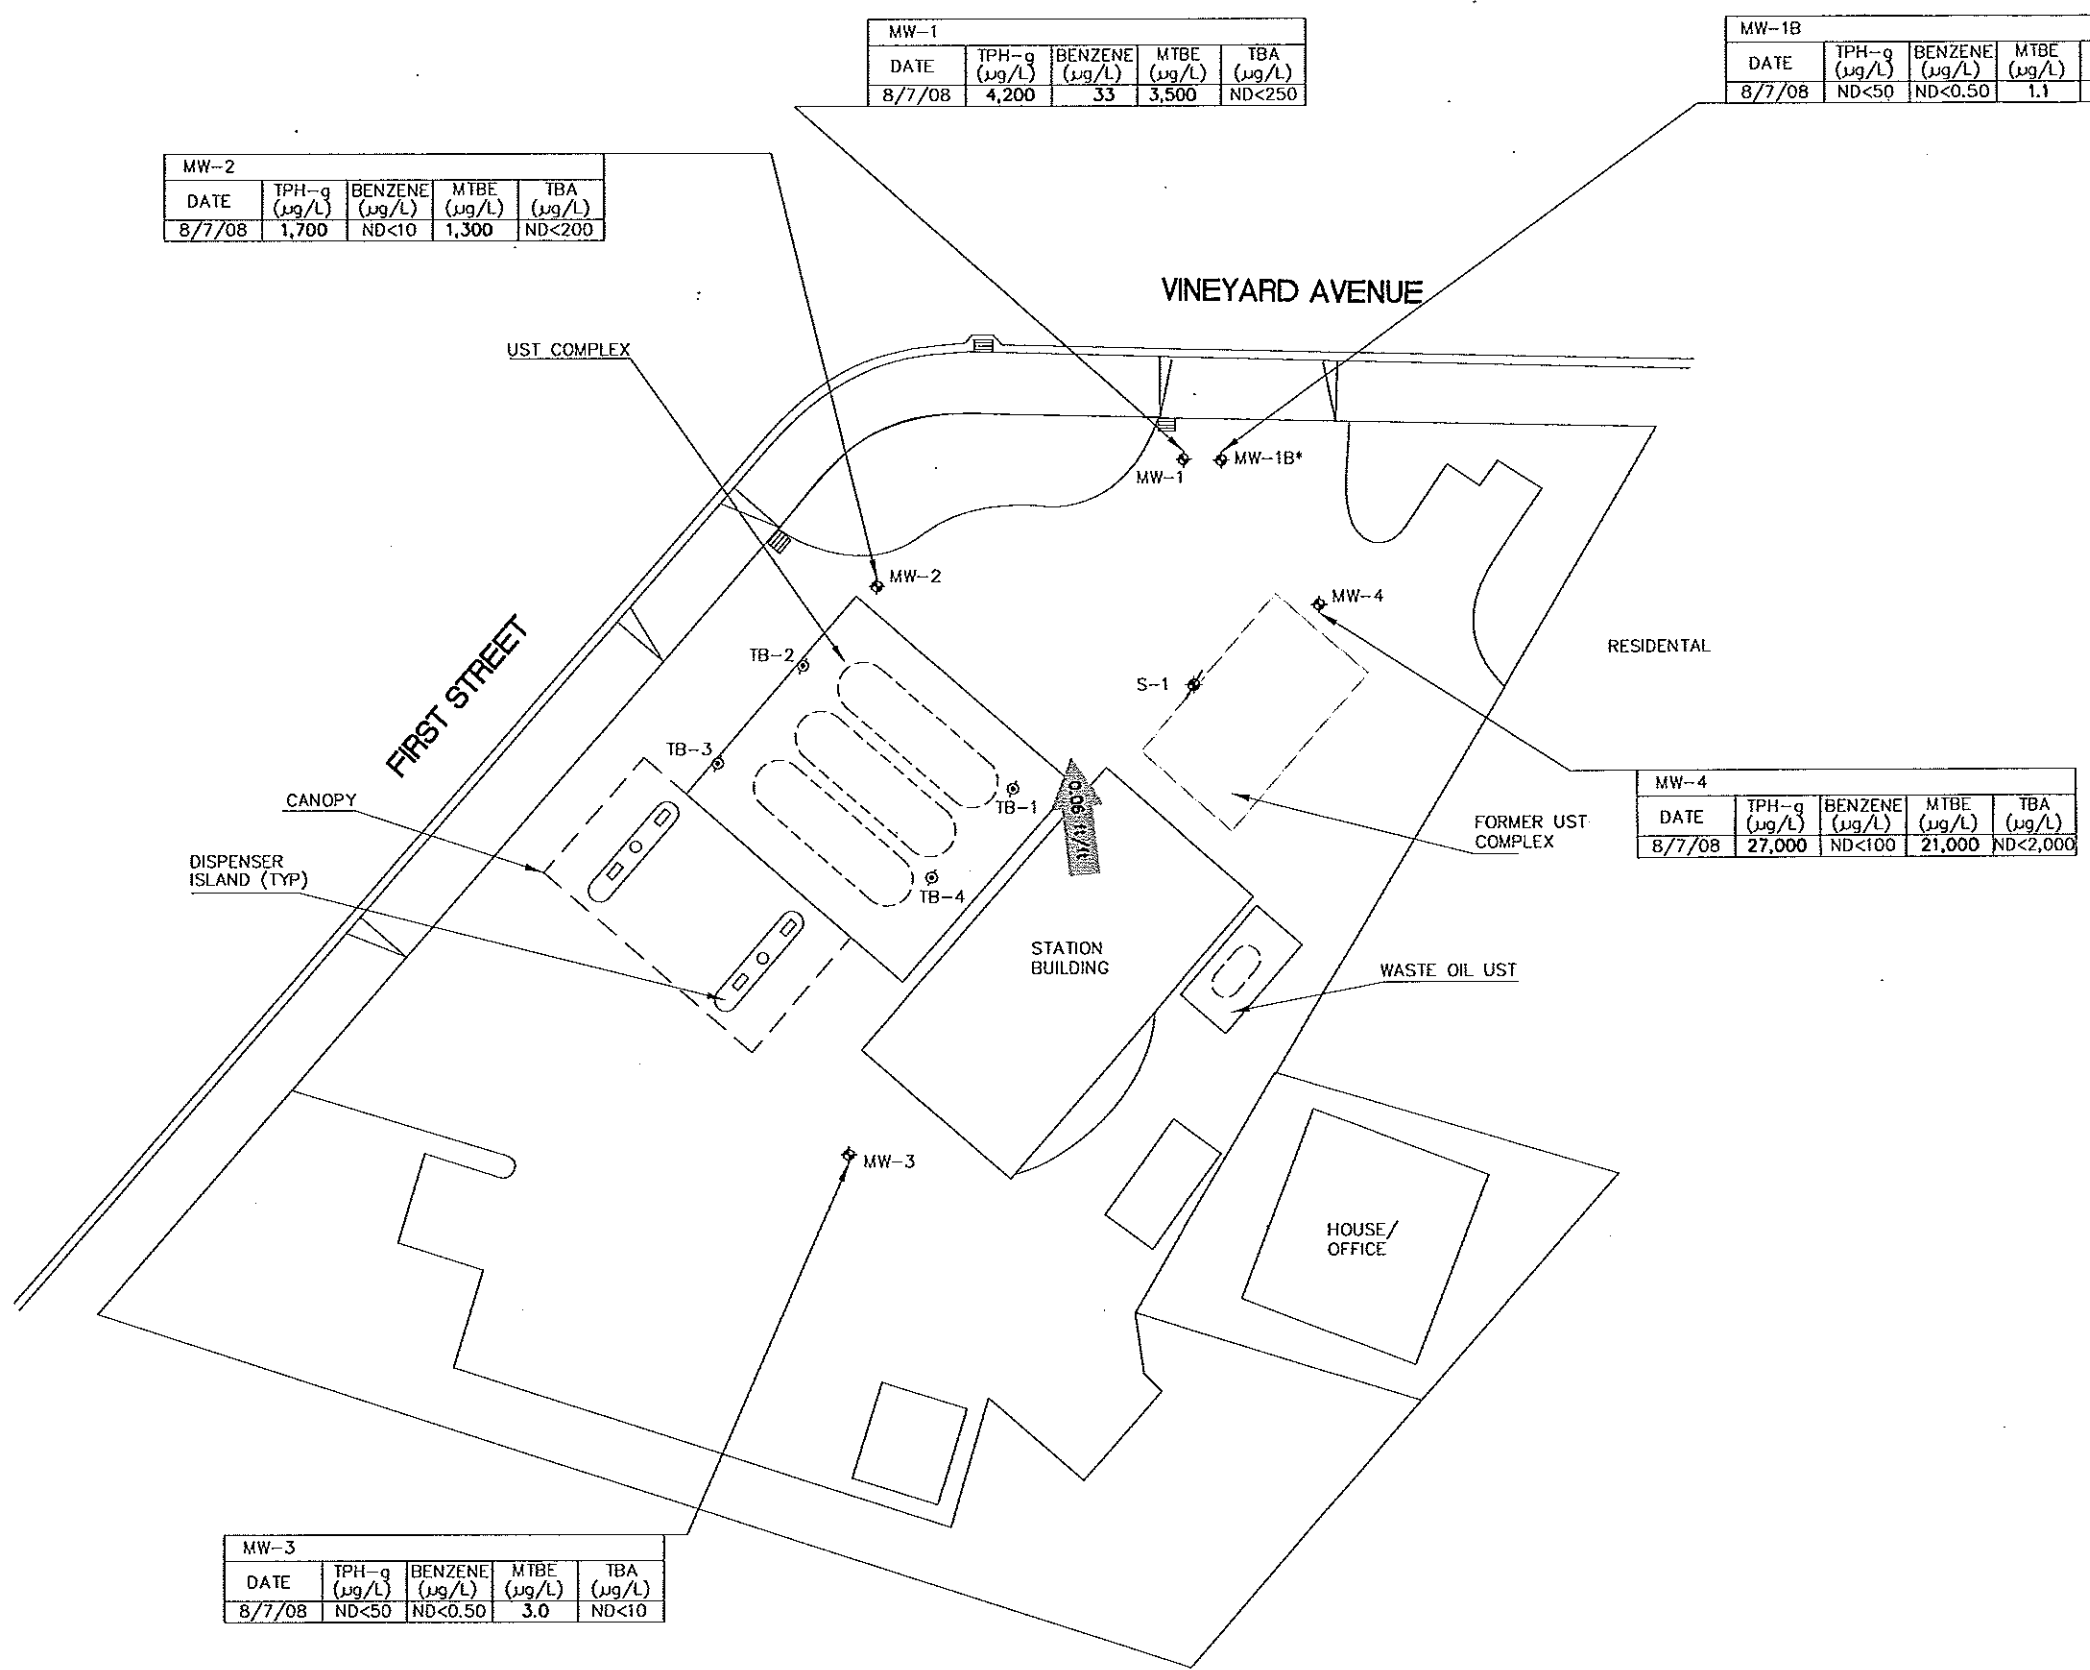 MW-1
DATE TPH-g (µg/L) BENZENE (µg/L) MTBE (µg/L) TBA (µg/L)
8/7/08 4,200 33 3,500 ND<250
MW-1B
DATE TPH-g (µg/L) BENZENE (µg/L) MTBE (µg/L)
8/7/08 ND<50 ND<0.50 1.1
MW-2
DATE TPH-g (µg/L) BENZENE (µg/L) MTBE (µg/L) TBA (µg/L)
8/7/08 1,700 ND<10 1,300 ND<200
VINEYARD AVENUE
UST COMPLEX
MW-1
MW-1B*
MW-2
MW-4
FIRST STREET
RESIDENTAL
TB-2
S-1
TB-3
TB-1
0.06 ft/ft
CANOPY
MW-4
DATE TPH-g (µg/L) BENZENE (µg/L) MTBE (µg/L) TBA (µg/L)
8/7/08 27,000 ND<100 21,000 ND<2,000
FORMER UST
COMPLEX
DISPENSER
ISLAND (TYP)
TB-4
STATION
BUILDING
WASTE OIL UST
MW-3
HOUSE/
OFFICE
MW-3
DATE TPH-g (µg/L) BENZENE (µg/L) MTBE (µg/L) TBA (µg/L)
8/7/08 ND<50 ND<0.50 3.0 ND<10